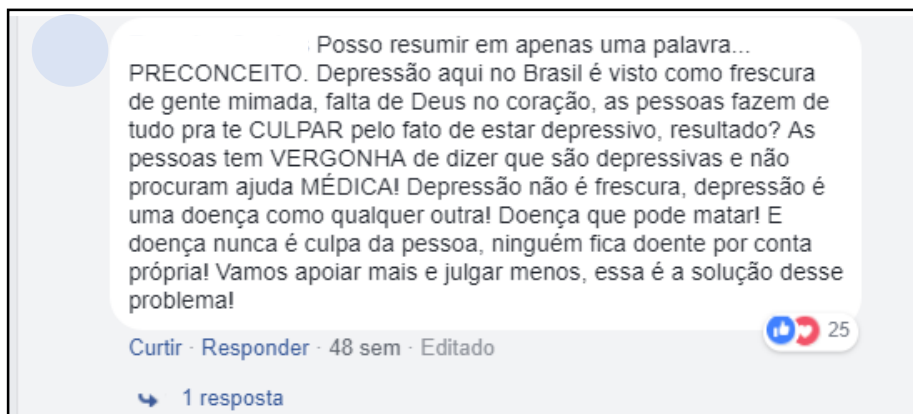 Posso resumir em apenas uma palavra...
PRECONCEITO. Depressão aqui no Brasil é visto como frescura
de gente mimada, falta de Deus no coração, as pessoas fazem de
tudo pra te CULPAR pelo fato de estar depressivo, resultado? As
pessoas tem VERGONHA de dizer que são depressivas e não
procuram ajuda MÉDICA! Depressão não é frescura, depressão é
uma doença como qualquer outra! Doença que pode matar! E
doença nunca é culpa da pessoa, ninguém fica doente por conta
própria! Vamos apoiar mais e julgar menos, essa é a solução desse
problema!
25
Curtir · Responder · 48 sem · Editado
1 resposta